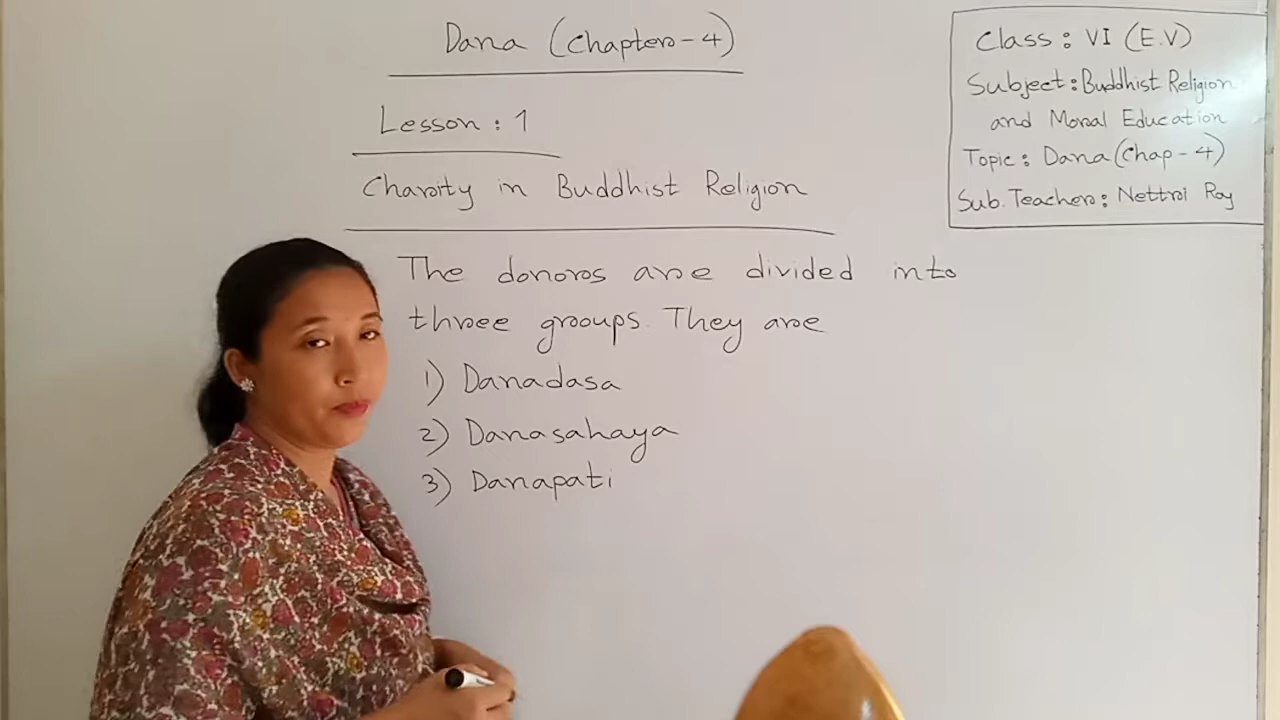 Dana (Chapter-4)
Lesson: 1
Charity in Buddhist Religion
The donors are divided into
three groups. They are
1) Danadasa
2) Danasahaya
3) Danapati
Class: VI (E.V)
Subject: Buddhist Religion
and Moral Education
Topic: Dana (Chap-4)
Sub. Teacher: Nettri Roy